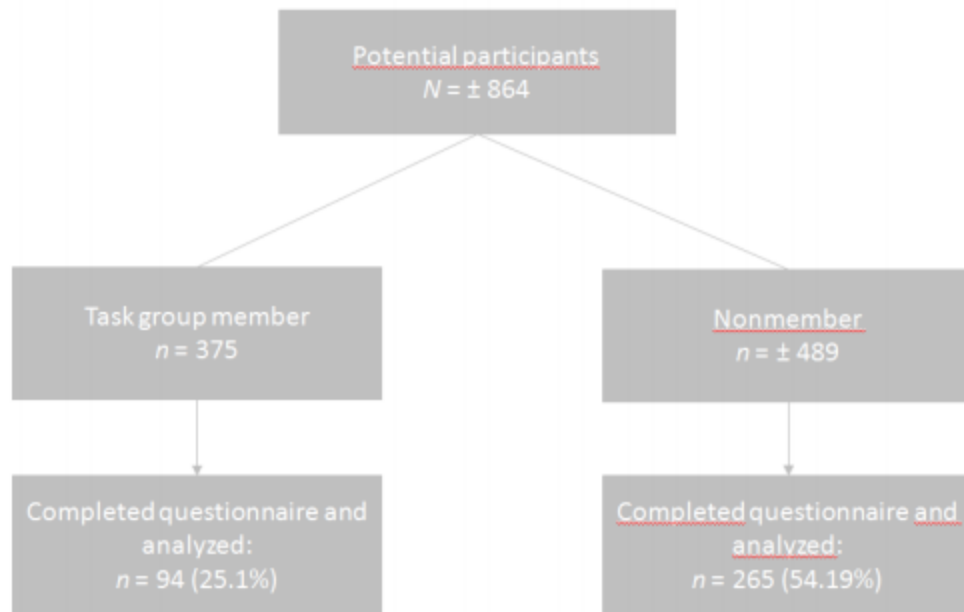 Potential participants
N = ± 864
Task group member
n = 375
Nonmember
n = ± 489
Completed questionnaire and
analyzed:
n = 94 (25.1%)
Completed questionnaire and
analyzed:
n = 265 (54.19%)